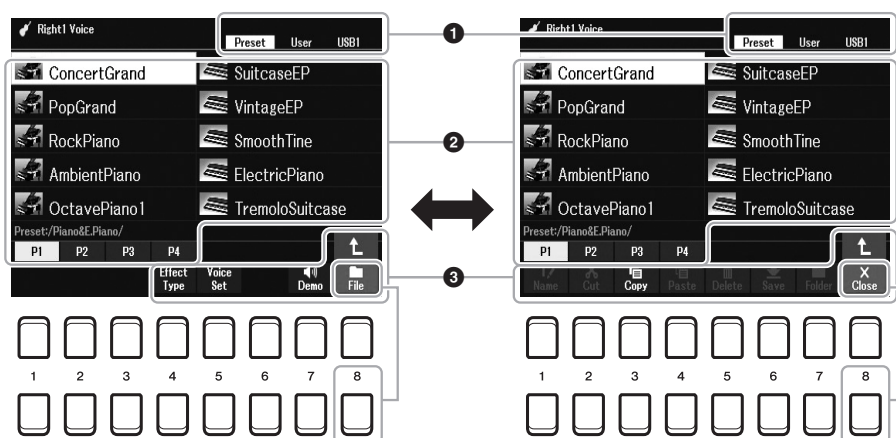 Right1 Voice
Preset User USB1
ConcertGrand SuitcaseEP
PopGrand VintageEP
RockPiano SmoothTine
AmbientPiano ElectricPiano
OctavePiano1 TremoloSuitcase
Preset:/Piano&E.Piano/
P1 P2 P3 P4
Effect Type Voice Set Demo File
1 2 3 4 5 6 7 8
1
2
3
Right1 Voice
Preset User USB1
ConcertGrand SuitcaseEP
PopGrand VintageEP
RockPiano SmoothTine
AmbientPiano ElectricPiano
OctavePiano1 TremoloSuitcase
Preset:/Piano&E.Piano/
P1 P2 P3 P4
Name Cut Copy Paste Delete Save Folder Close
1 2 3 4 5 6 7 8